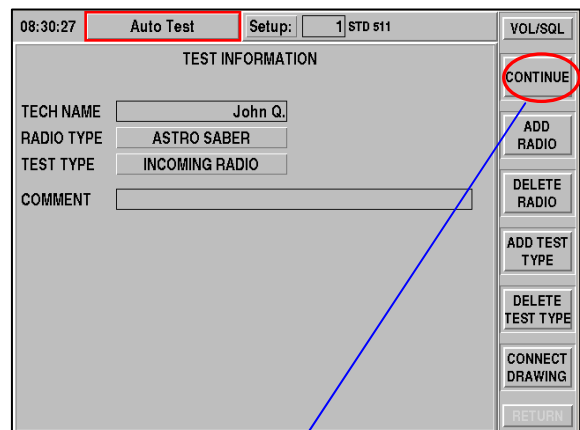 08:30:27 Auto Test Setup: 1 STD 511
TEST INFORMATION
TECH NAME John Q.
RADIO TYPE ASTRO SABER
TEST TYPE INCOMING RADIO
COMMENT
VOL/SQL
CONTINUE
ADD
RADIO
DELETE
RADIO
ADD TEST
TYPE
DELETE
TEST TYPE
CONNECT
DRAWING
RETURN